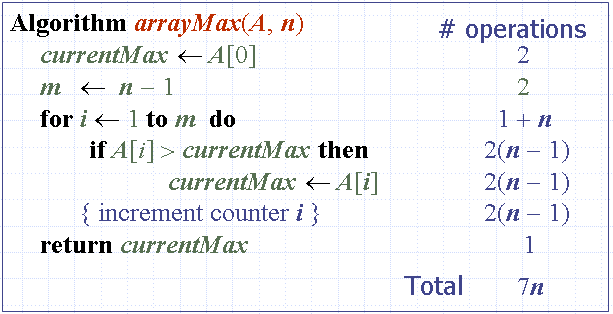 Algorithm arrayMax(A, n) # operations
currentMax ← A[0] 2
m ← n − 1 2
for i ← 1 to m do 1 + n
if A[i] > currentMax then 2(n − 1)
currentMax ← A[i] 2(n − 1)
{ increment counter i } 2(n − 1)
return currentMax 1
Total 7n